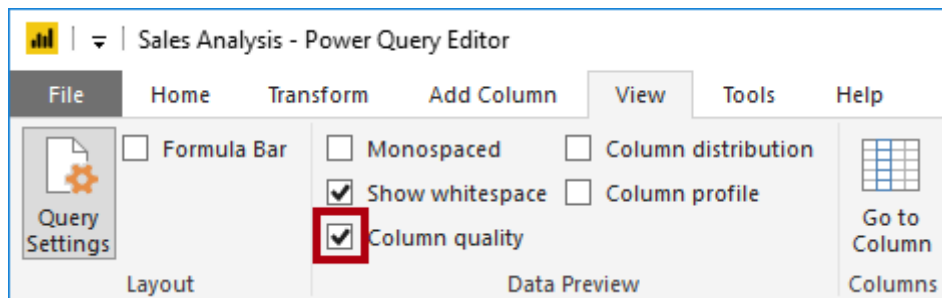 Sales Analysis - Power Query Editor
File Home Transform Add Column View Tools Help
Formula Bar Monospaced Column distribution
Show whitespace Column profile
Query Settings Column quality Go to Column
Layout Data Preview Columns